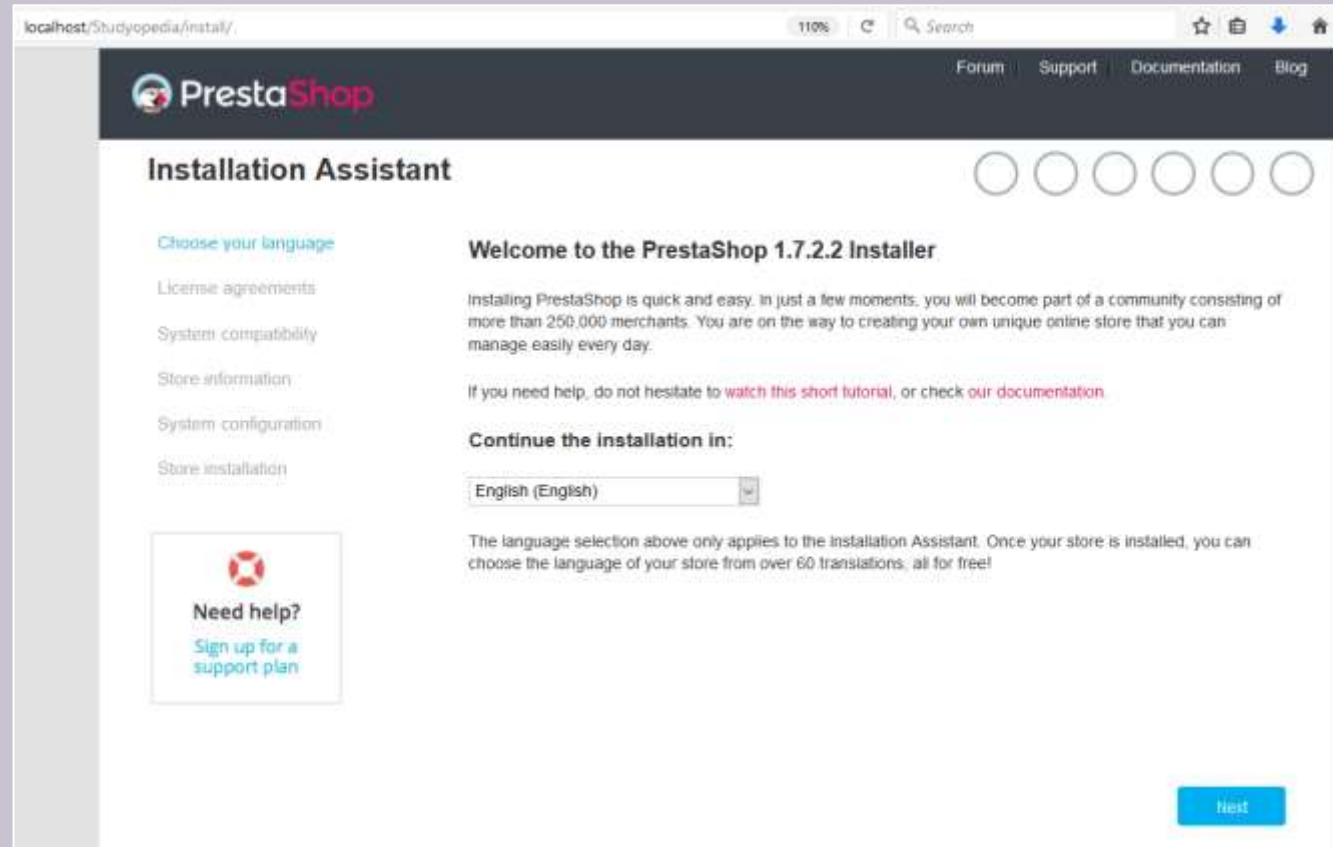 localhost/Studyopedia/install/
110%
Search
PrestaShop
Forum Support Documentation Blog
Installation Assistant
Choose your language
License agreements
System compatibility
Store information
System configuration
Store installation
Need help?
Sign up for a
support plan
Welcome to the PrestaShop 1.7.2.2 Installer
Installing PrestaShop is quick and easy. In just a few moments, you will become part of a community consisting of
more than 250,000 merchants. You are on the way to creating your own unique online store that you can
manage easily every day.
If you need help, do not hesitate to watch this short tutorial, or check our documentation.
Continue the installation in:
English (English)
The language selection above only applies to the Installation Assistant. Once your store is installed, you can
choose the language of your store from over 60 translations, all for free!
Next